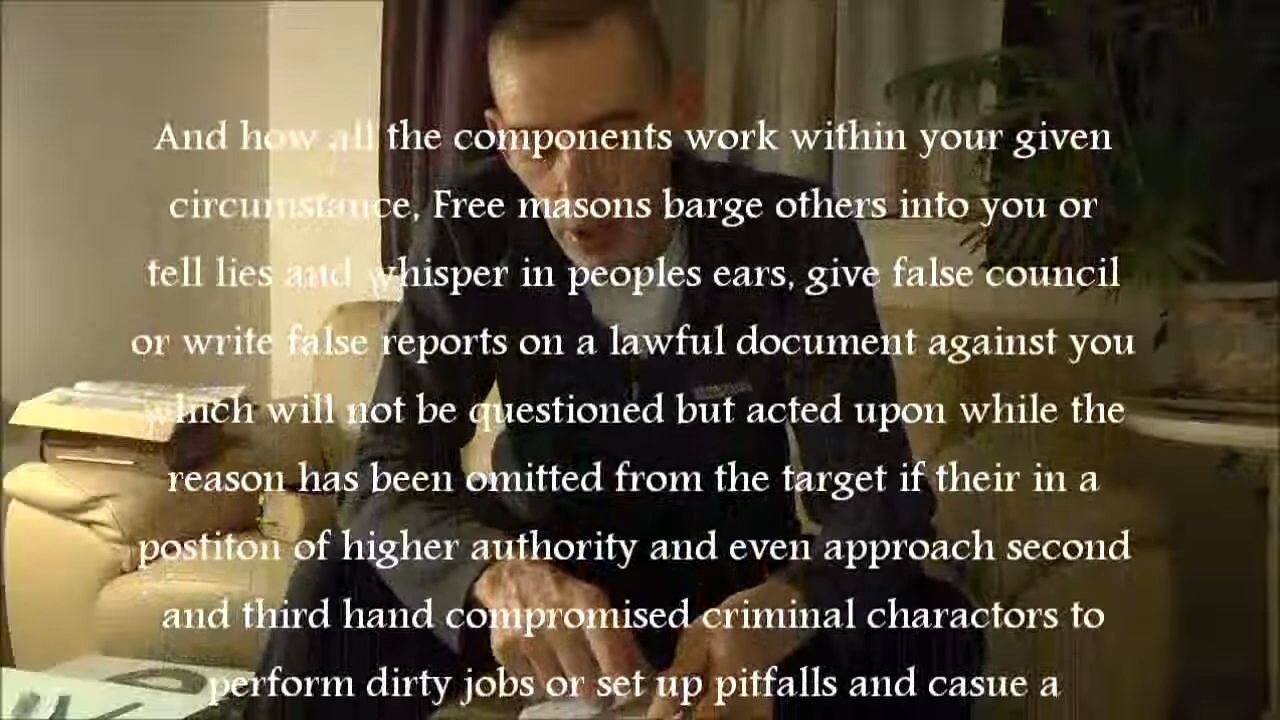 And how all the components work within your given
circumstance, Free masons barge others into you or
tell lies and whisper in peoples ears, give false council
or write false reports on a lawful document against you
which will not be questioned but acted upon while the
reason has been omitted from the target if their in a
postiton of higher authority and even approach second
and third hand compromised criminal charactors to
perform dirty jobs or set up pitfalls and casue a